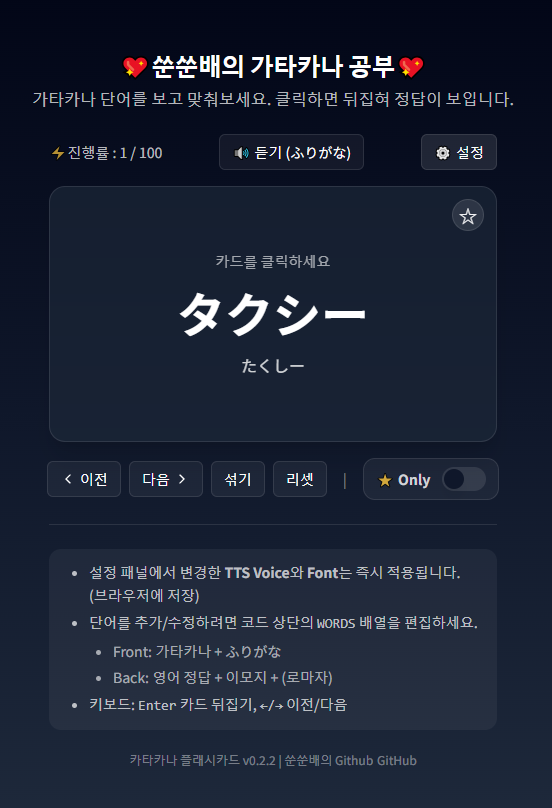 💖 쑨쑨배의 가타카나 공부 💖
가타카나 단어를 보고 맞춰보세요. 클릭하면 뒤집혀 정답이 보입니다.
⚡ 진행률 : 1 / 100 🔊 듣기 (ふりがな) ⚙ 설정
☆
카드를 클릭하세요
タクシー
たくしー
< 이전 다음 > 섞기 리셋 | ★ Only
• 설정 패널에서 변경한 TTS Voice와 Font는 즉시 적용됩니다.
(브라우저에 저장)
• 단어를 추가/수정하려면 코드 상단의 WORDS 배열을 편집하세요.
• Front: 가타카나 + ふりがな
• Back: 영어 정답 + 이모지 + (로마자)
• 키보드: Enter 카드 뒤집기, ←/→ 이전/다음
카타카나 플래시카드 v0.2.2 | 쑨쑨배의 Github GitHub